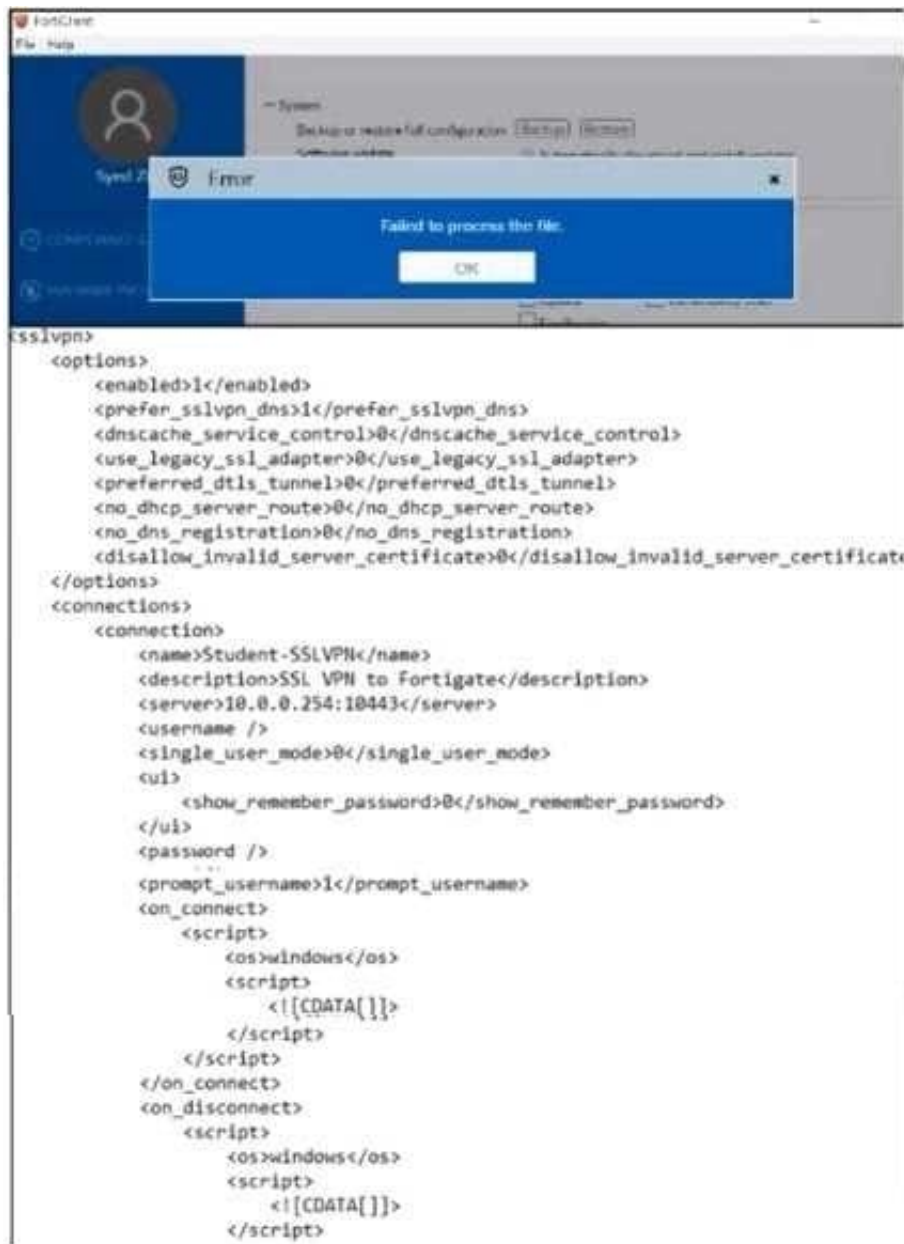 FortiClient
File Help
System
Backup or restore full configuration Backup Restore
Software update
Syed
Error
Failed to process the file.
OK
<sslvpn>
<options>
<enabled>1</enabled>
<prefer_sslvpn_dns>1</prefer_sslvpn_dns>
<dnscache_service_control>0</dnscache_service_control>
<use_legacy_ssl_adapter>0</use_legacy_ssl_adapter>
<preferred_dtls_tunnel>0</preferred_dtls_tunnel>
<no_dhcp_server_route>0</no_dhcp_server_route>
<no_dns_registration>0</no_dns_registration>
<disallow_invalid_server_certificate>0</disallow_invalid_server_certificate
</options>
<connections>
<connection>
<name>Student-SSLVPN</name>
<description>SSL VPN to Fortigate</description>
<server>10.0.0.254:10443</server>
<username />
<single_user_mode>0</single_user_mode>
<ui>
<show_remember_password>0</show_remember_password>
</ui>
<password />
<prompt_username>1</prompt_username>
<on_connect>
<script>
<os>windows</os>
<script>
<![CDATA[]]>
</script>
</script>
</on_connect>
<on_disconnect>
<script>
<os>windows</os>
<script>
<![CDATA[]]>
</script>